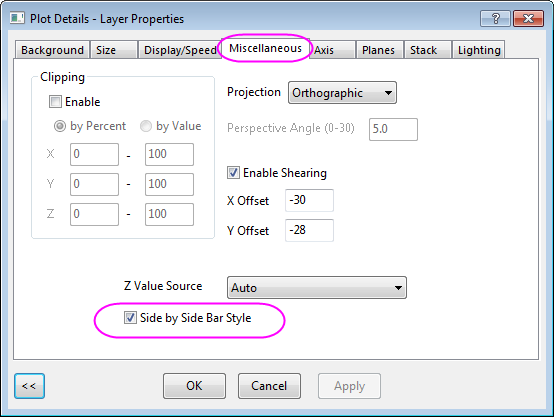 Plot Details - Layer Properties
?
Background Size Display/Speed Miscellaneous Axis Planes Stack Lighting
Clipping
Enable
by Percent by Value
X 0 - 100
Y 0 - 100
Z 0 - 100
Projection Orthographic
Perspective Angle (0-30) 5.0
Enable Shearing
X Offset -30
Y Offset -28
Z Value Source Auto
Side by Side Bar Style
<< OK Cancel Apply